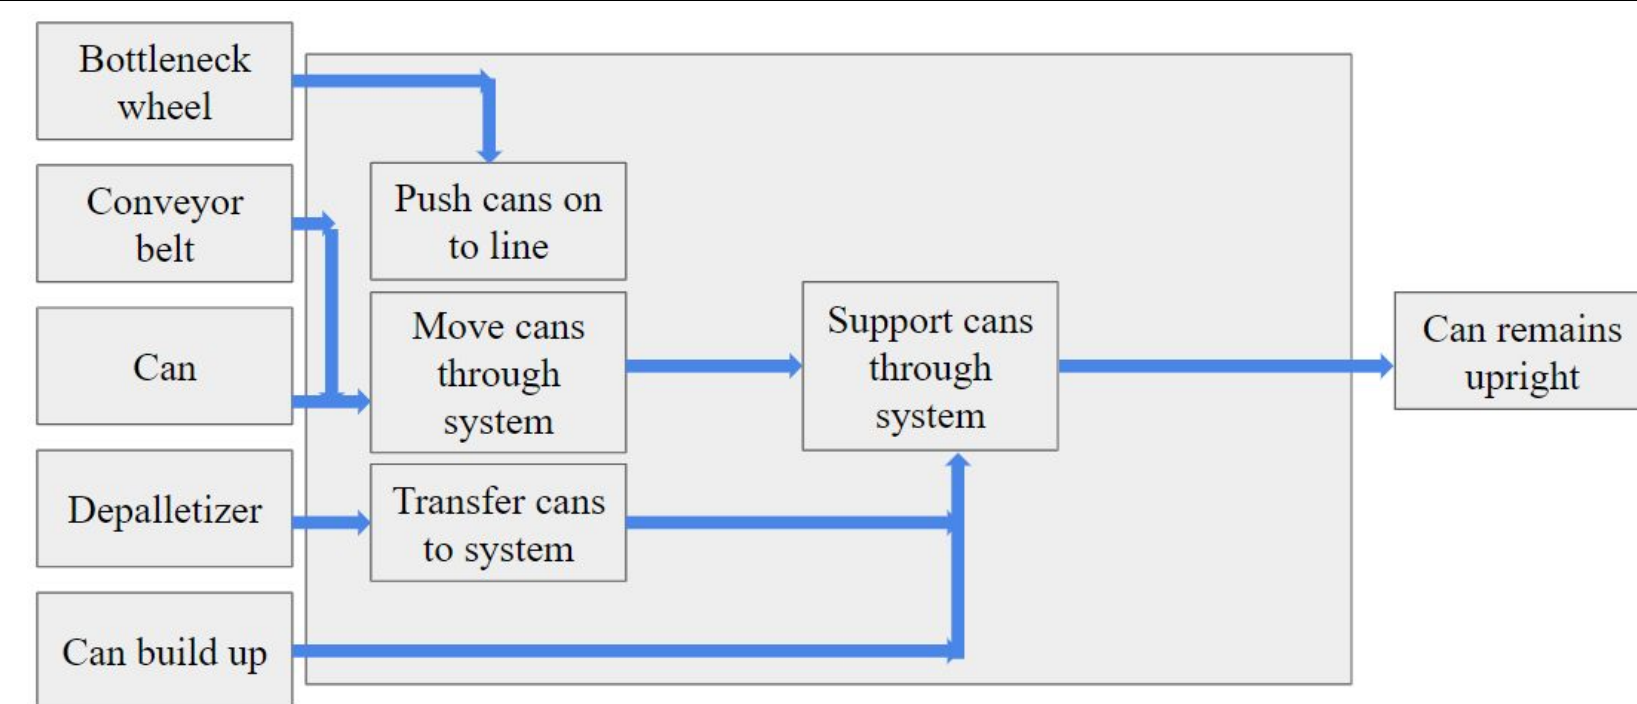 Bottleneck
wheel
Conveyor
belt
Can
Depalletizer
Can build up
Push cans on
to line
Move cans
through
system
Transfer cans
to system
Support cans
through
system
Can remains
upright